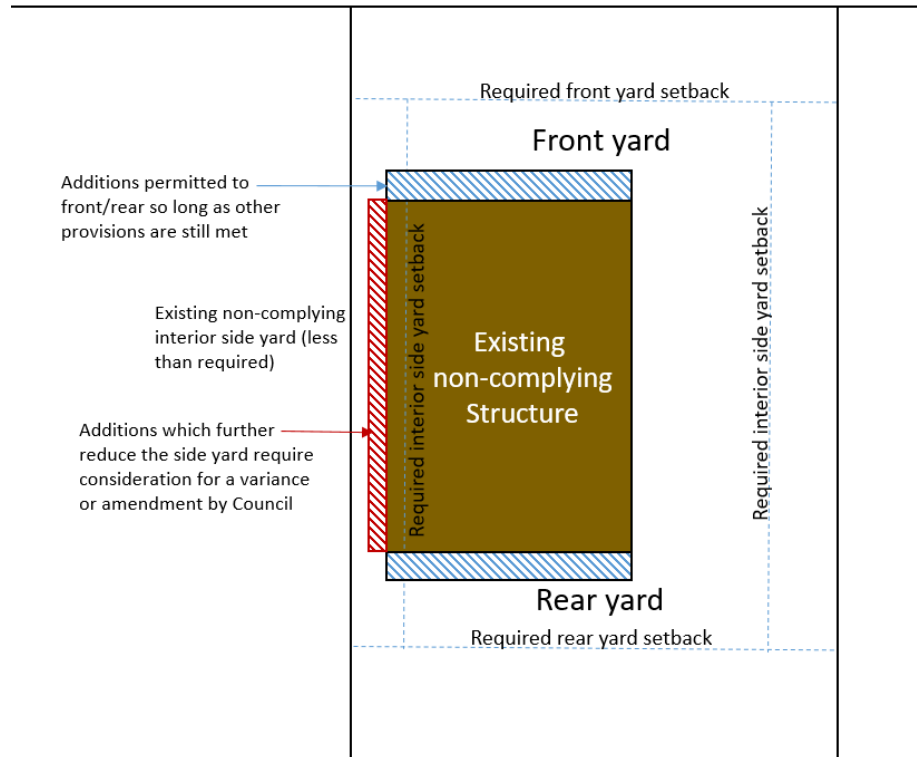 Required front yard setback
Front yard
Additions permitted to
front/rear so long as other
provisions are still met
Required interior side yard setback
Required interior side yard setback
Existing non-complying
interior side yard (less
than required)
Existing
non-complying
Structure
Additions which further
reduce the side yard require
consideration for a variance
or amendment by Council
Rear yard
Required rear yard setback